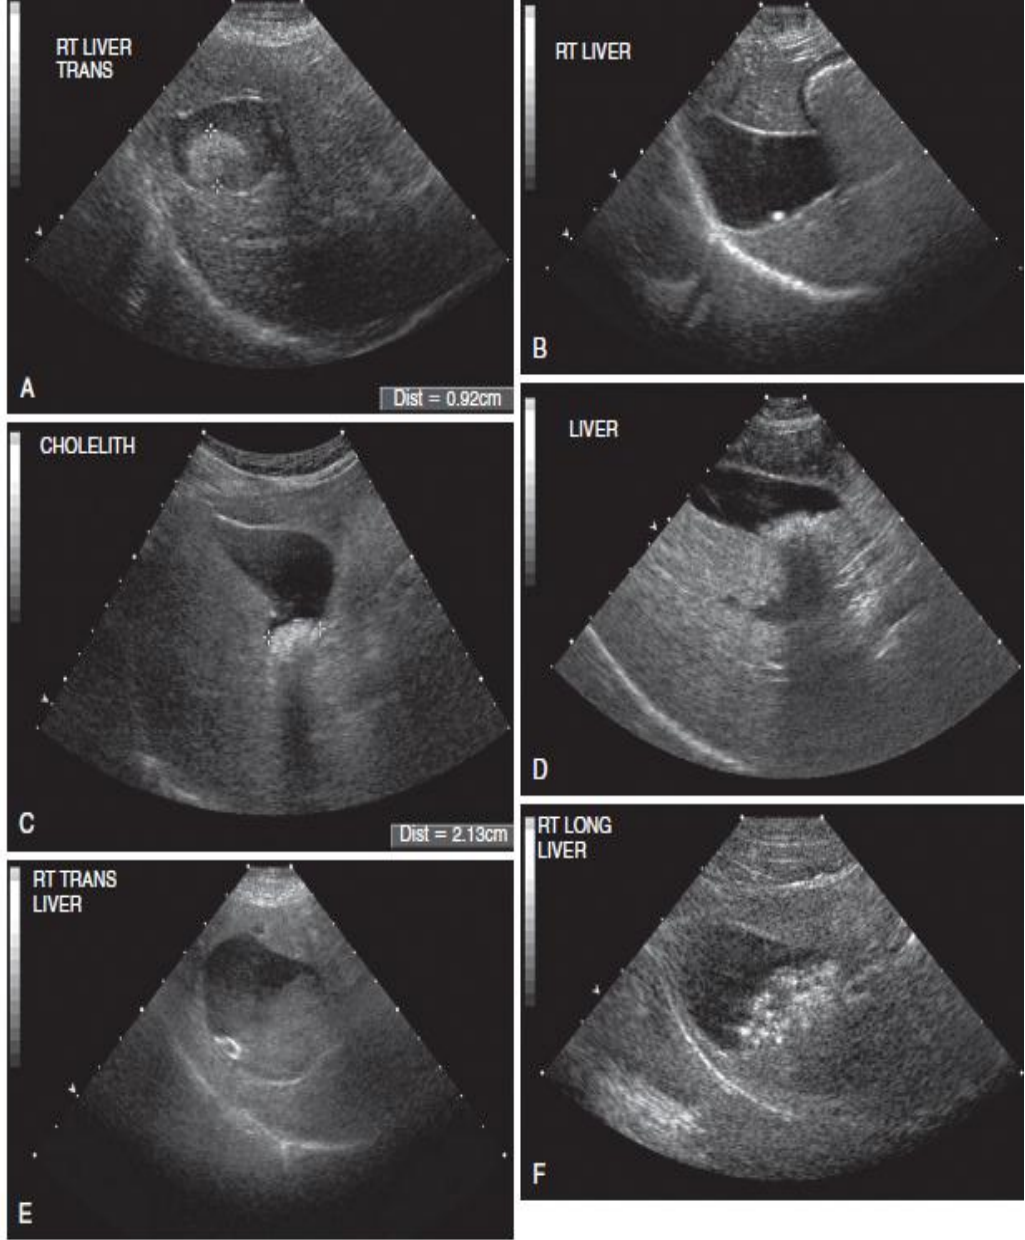 RT LIVER
TRANS
A
Dist = 0.92cm
RT LIVER
B
CHOLELITH
C
Dist = 2.13cm
LIVER
D
RT TRANS
LIVER
E
RT LONG
LIVER
F